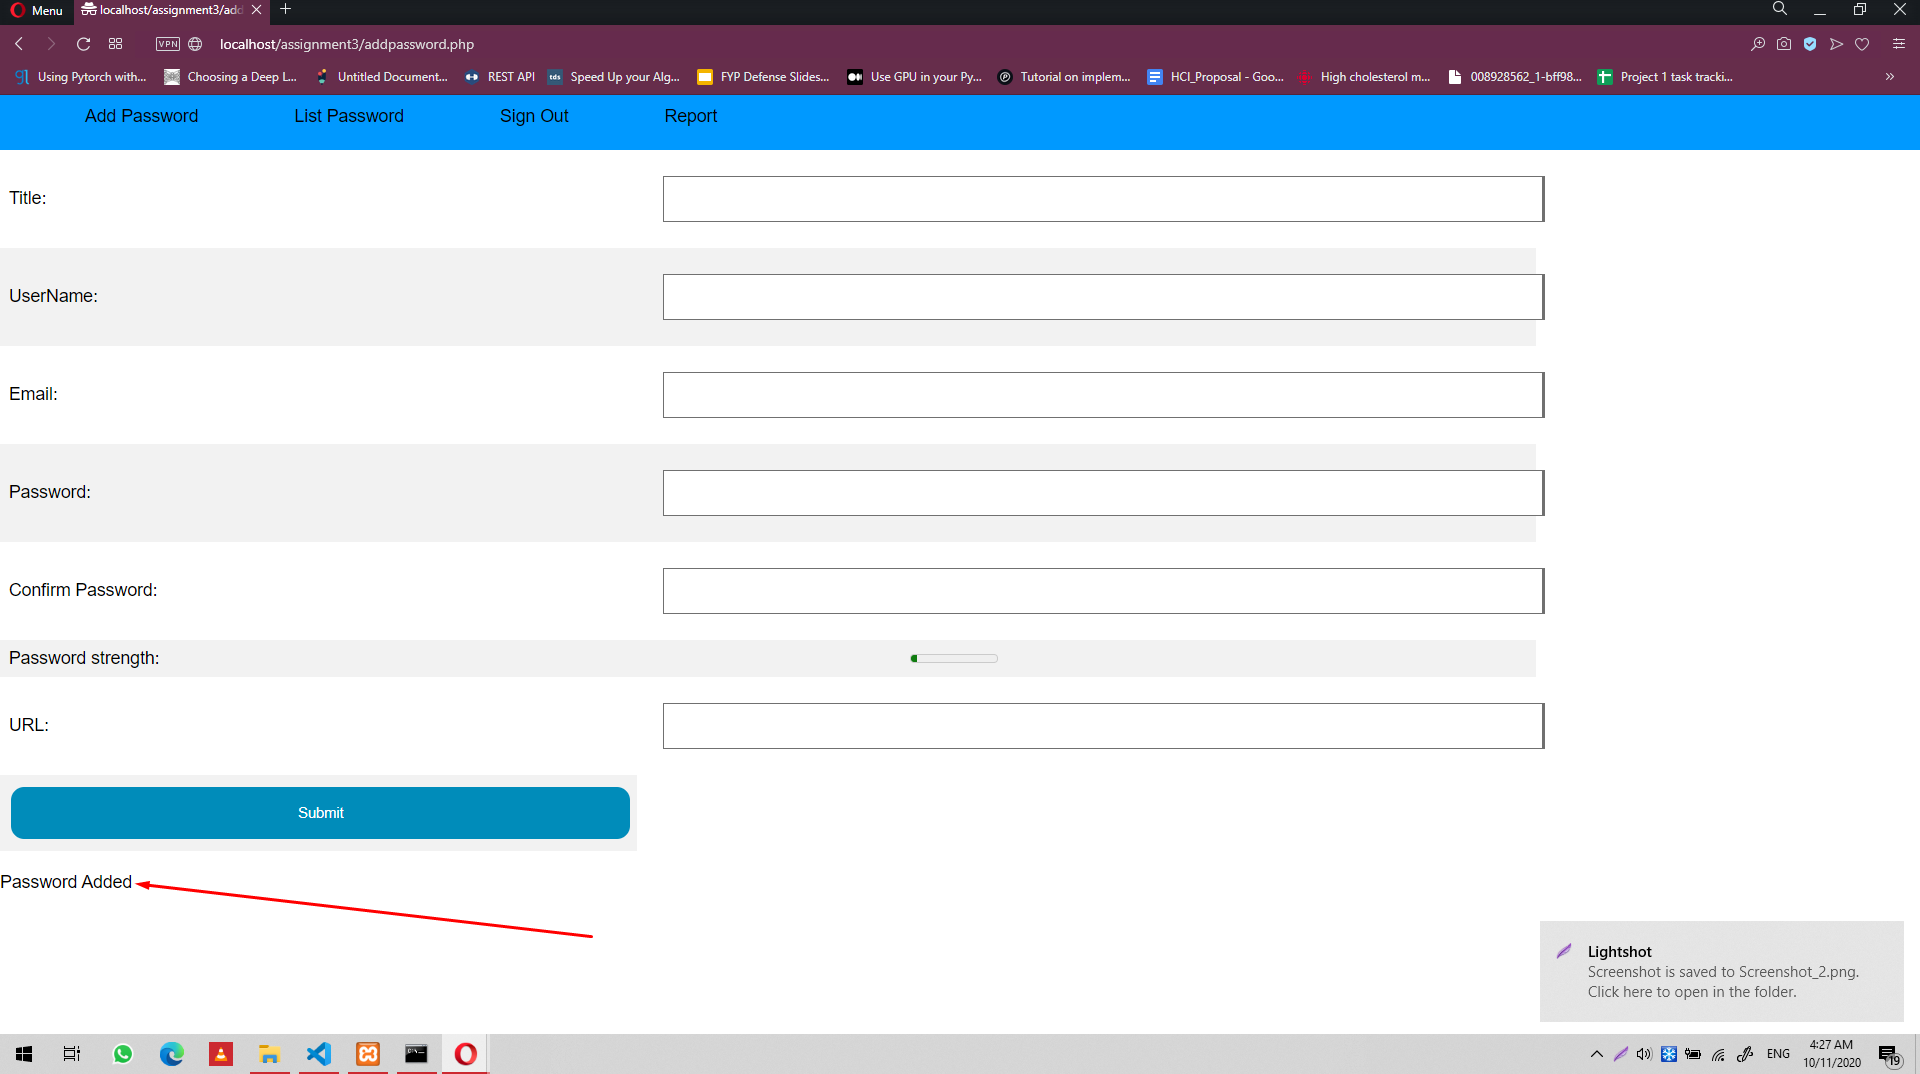 Menu
localhost/assignment3/add
VPN
localhost/assignment3/addpassword.php
Using Pytorch with...
Choosing a Deep L...
Untitled Document...
REST API
tds
Speed Up your Alg...
FYP Defense Slides...
Use GPU in your Py...
Tutorial on implem...
HCI_Proposal - Goo...
High cholesterol m...
008928562_1-bff98...
Project 1 task tracki...
»
Add Password
List Password
Sign Out
Report
Title:
UserName:
Email:
Password:
Confirm Password:
Password strength:
URL:
Submit
Password Added
Lightshot
Screenshot is saved to Screenshot_2.png.
Click here to open in the folder.
ENG
4:27 AM
10/11/2020
19